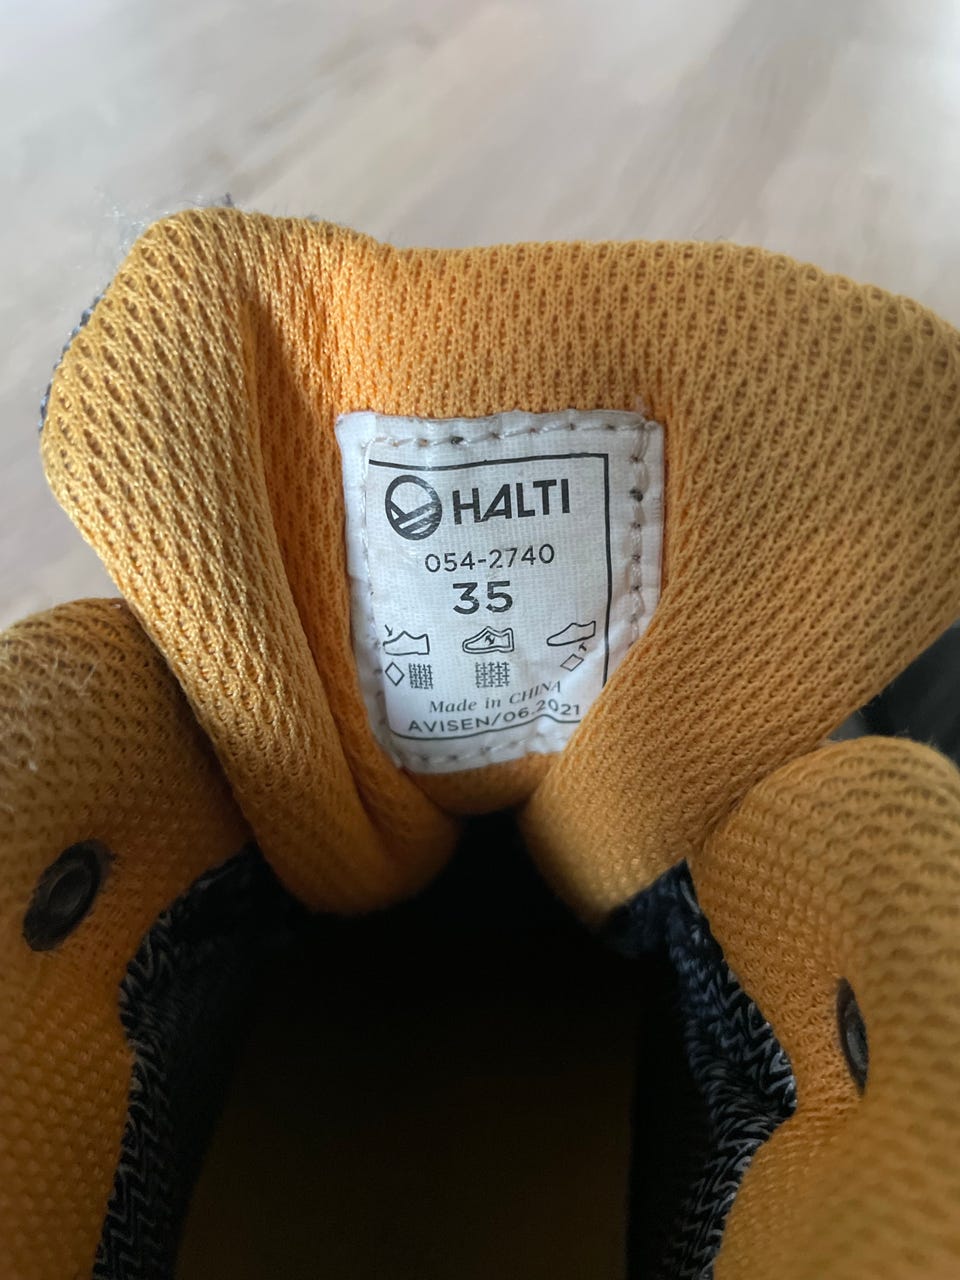 HALTI
054-2740
35
Made in CHINA
AVISEN/06.2021